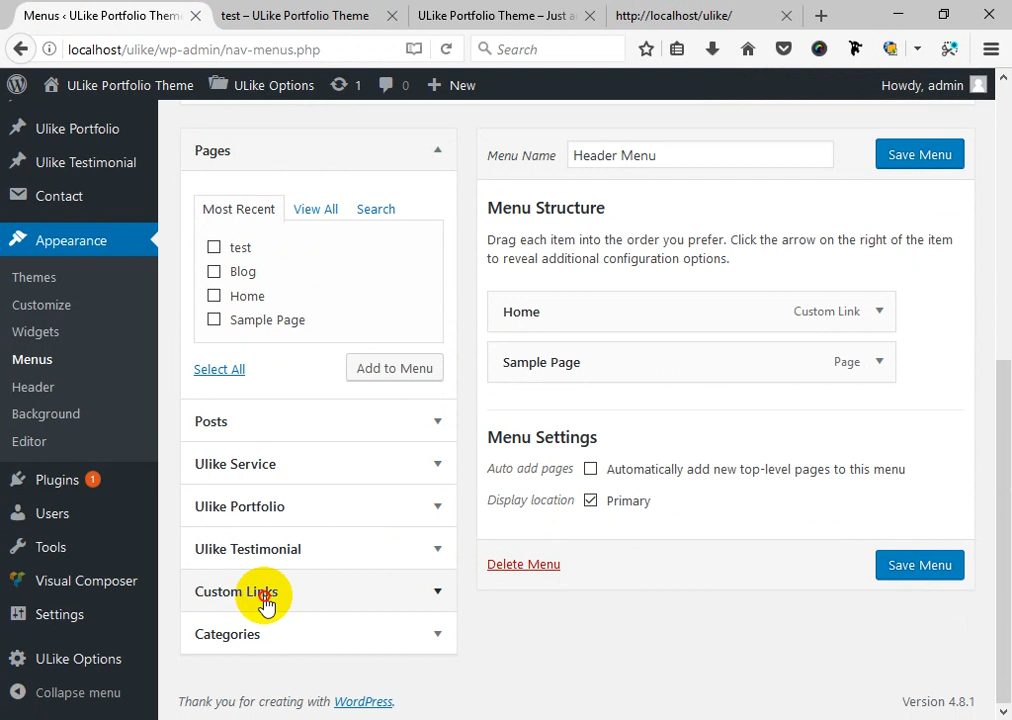 Menus ‹ ULike Portfolio Theme
test – ULike Portfolio Theme
ULike Portfolio Theme – Just a
http://localhost/ulike/
localhost/ulike/wp-admin/nav-menus.php
Search
ULike Portfolio Theme
ULike Options
1
0
New
Howdy, admin
Ulike Portfolio
Ulike Testimonial
Contact
Appearance
Themes
Customize
Widgets
Menus
Header
Background
Editor
Plugins 1
Users
Tools
Visual Composer
Settings
ULike Options
Collapse menu
Pages
Most Recent
View All
Search
test
Blog
Home
Sample Page
Select All
Add to Menu
Posts
Ulike Service
Ulike Portfolio
Ulike Testimonial
Custom Links
Categories
Menu Name
Header Menu
Save Menu
Menu Structure
Drag each item into the order you prefer. Click the arrow on the right of the item
to reveal additional configuration options.
Home
Custom Link
Sample Page
Page
Menu Settings
Auto add pages
Automatically add new top-level pages to this menu
Display location
Primary
Delete Menu
Save Menu
Thank you for creating with WordPress.
Version 4.8.1